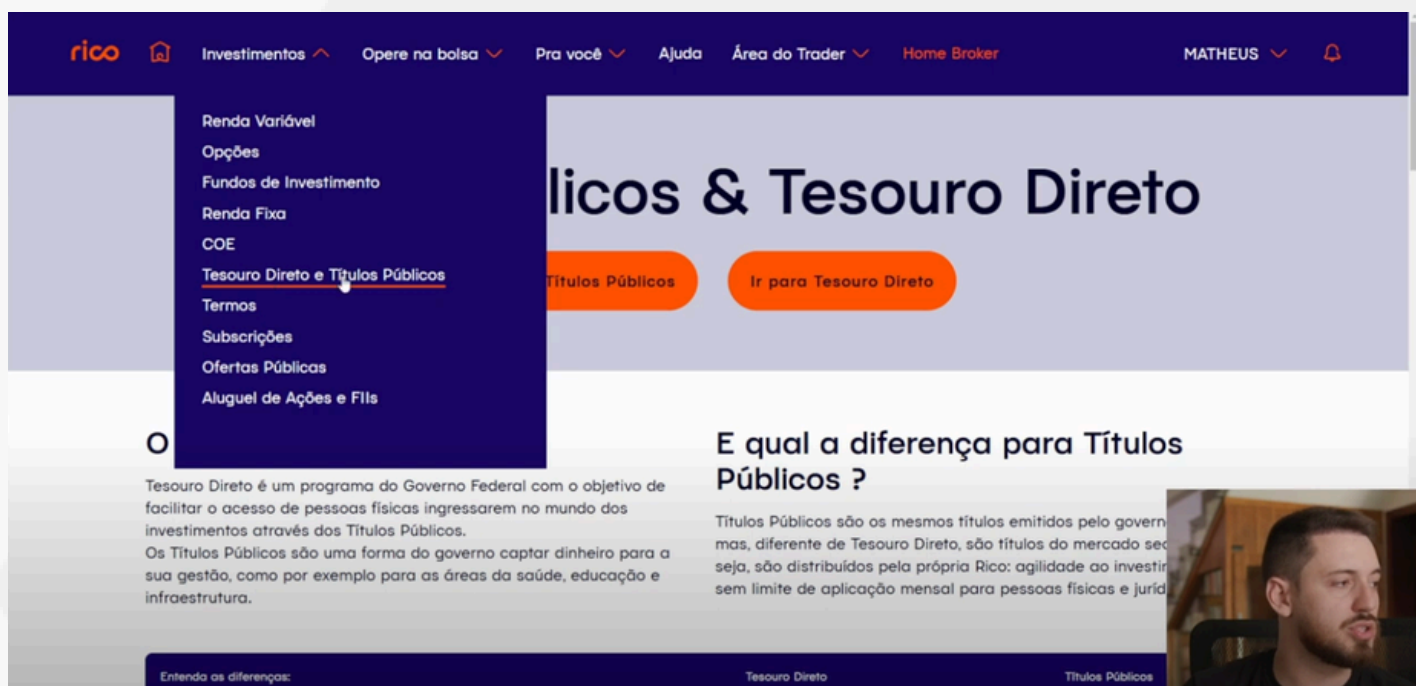 rico
Investimentos
Opere na bolsa
Pra você
Ajuda
Área do Trader
Home Broker
MATHEUS
Renda Variável
Opções
Fundos de Investimento
Renda Fixa
COE
Tesouro Direto e Títulos Públicos
Termos
Subscrições
Ofertas Públicas
Aluguel de Ações e FIIs
& Tesouro Direto
Títulos Públicos
Ir para Tesouro Direto
O
Tesouro Direto é um programa do Governo Federal com o objetivo de
facilitar o acesso de pessoas físicas ingressarem no mundo dos
investimentos através dos Títulos Públicos.
Os Títulos Públicos são uma forma do governo captar dinheiro para a
sua gestão, como por exemplo para as áreas da saúde, educação e
infraestrutura.
E qual a diferença para Títulos
Públicos ?
Títulos Públicos são os mesmos títulos emitidos pelo
mas, diferente de Tesouro Direto, são títulos do mercado
seja, são distribuídos pela própria Rico: agilidade ao
sem limite de aplicação mensal para pessoas físicas e
Entenda as diferenças:
Tesouro Direto
Títulos Públicos